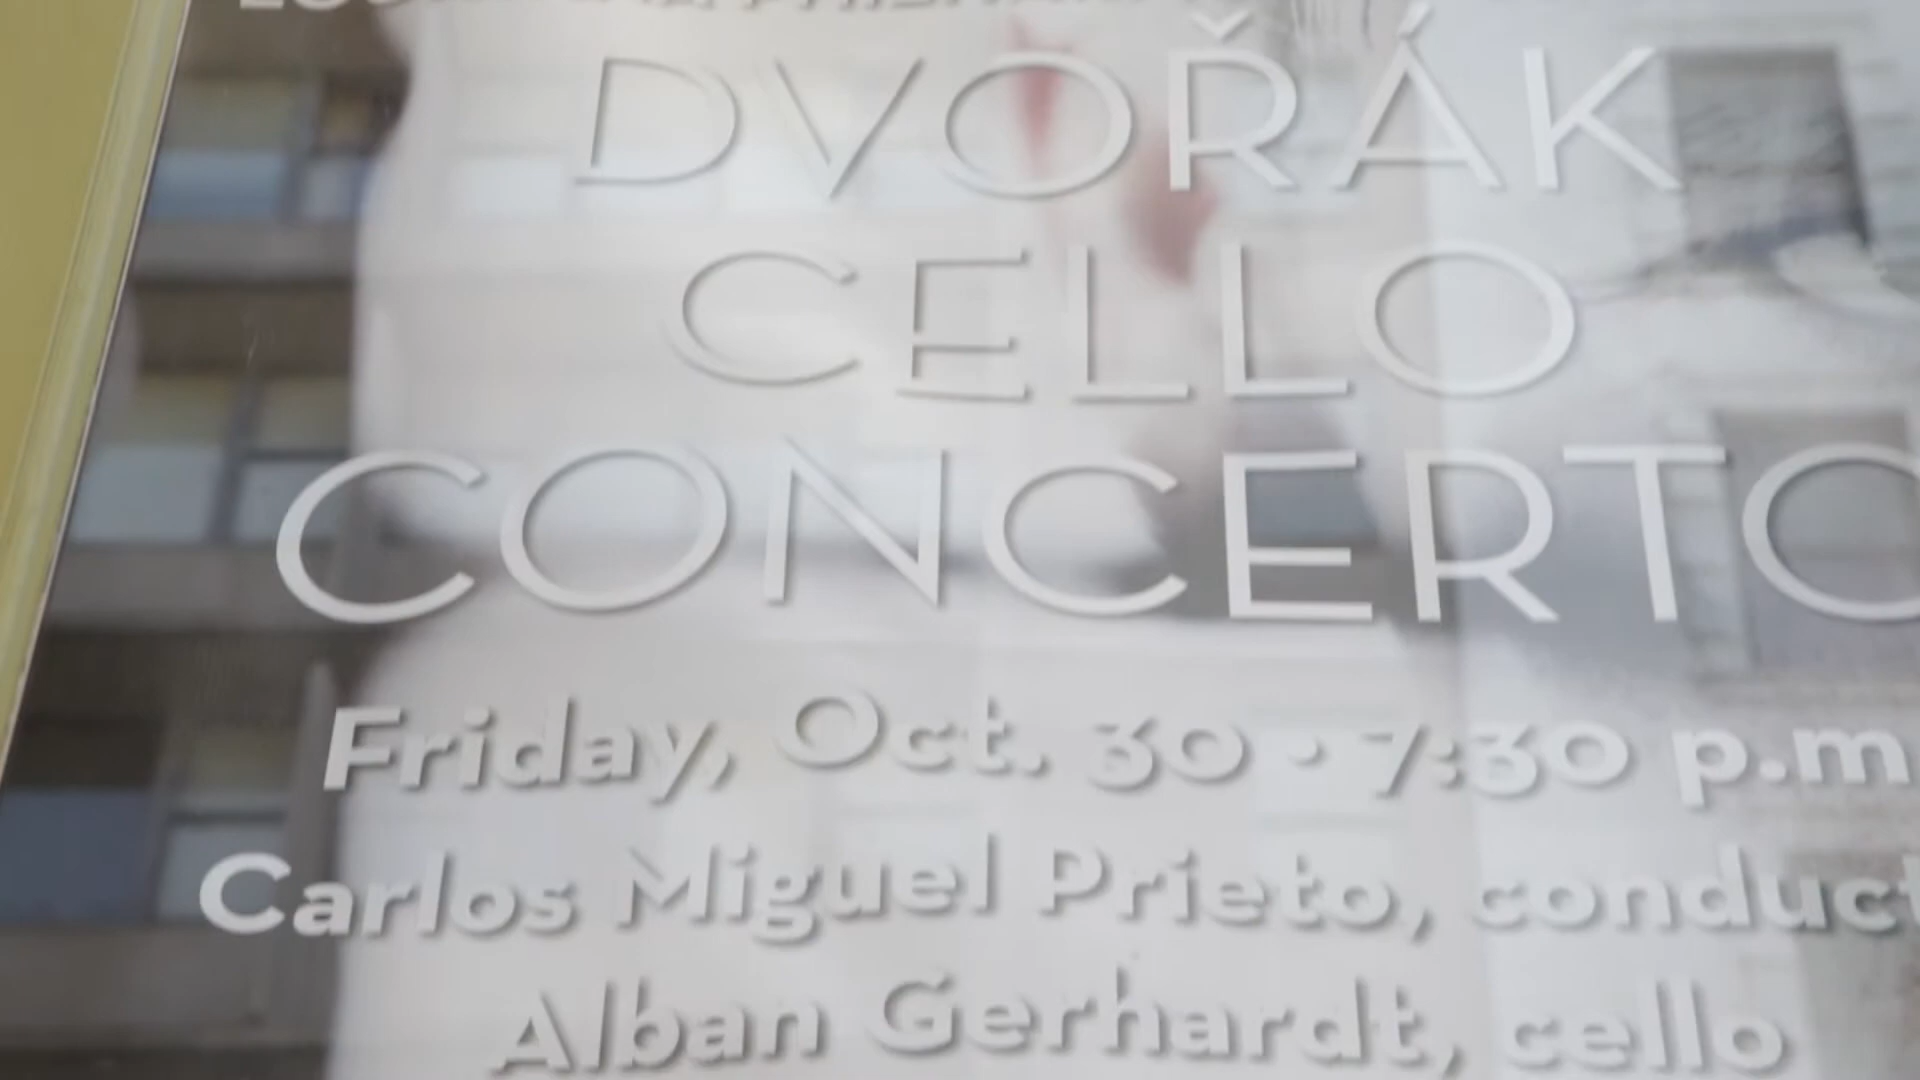 DVOŘÁK
CELLO
CONCERTO
Friday, Oct. 30 • 7:30 p.m
Carlos Miguel Prieto, conduct
Alban Gerhardt, cello